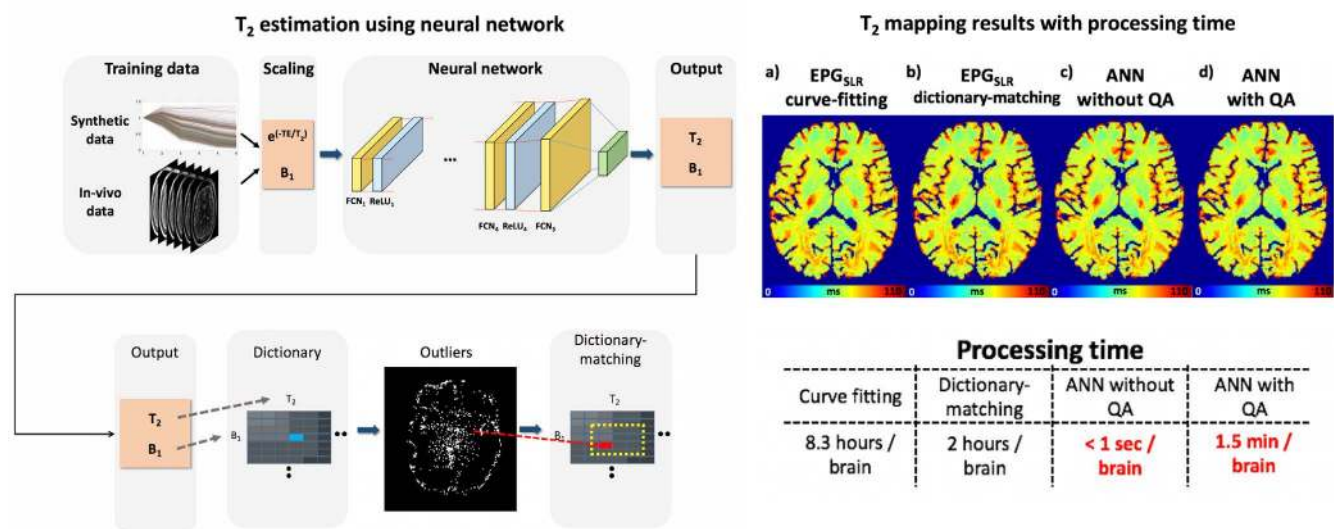 T₂ estimation using neural network
Training data
Scaling
Neural network
Output
Synthetic
data
In-vivo
data
e^(-TE/T₂)
B₁
FCN₁ ReLU₁
...
FCN₄ ReLU₄ FCN₅
T₂
B₁
Output
Dictionary
Outliers
Dictionary-
matching
T₂
B₁
T₂
B₁
T₂
B₁
T₂ mapping results with processing time
a) EPG_SLR
curve-fitting
b) EPG_SLR
dictionary-matching
c) ANN
without QA
d) ANN
with QA
0 ms 110
0 ms 110
0 ms 110
0 ms 110
Processing time
Curve fitting
Dictionary-
matching
ANN without
QA
ANN with
QA
8.3 hours /
brain
2 hours /
brain
< 1 sec /
brain
1.5 min /
brain